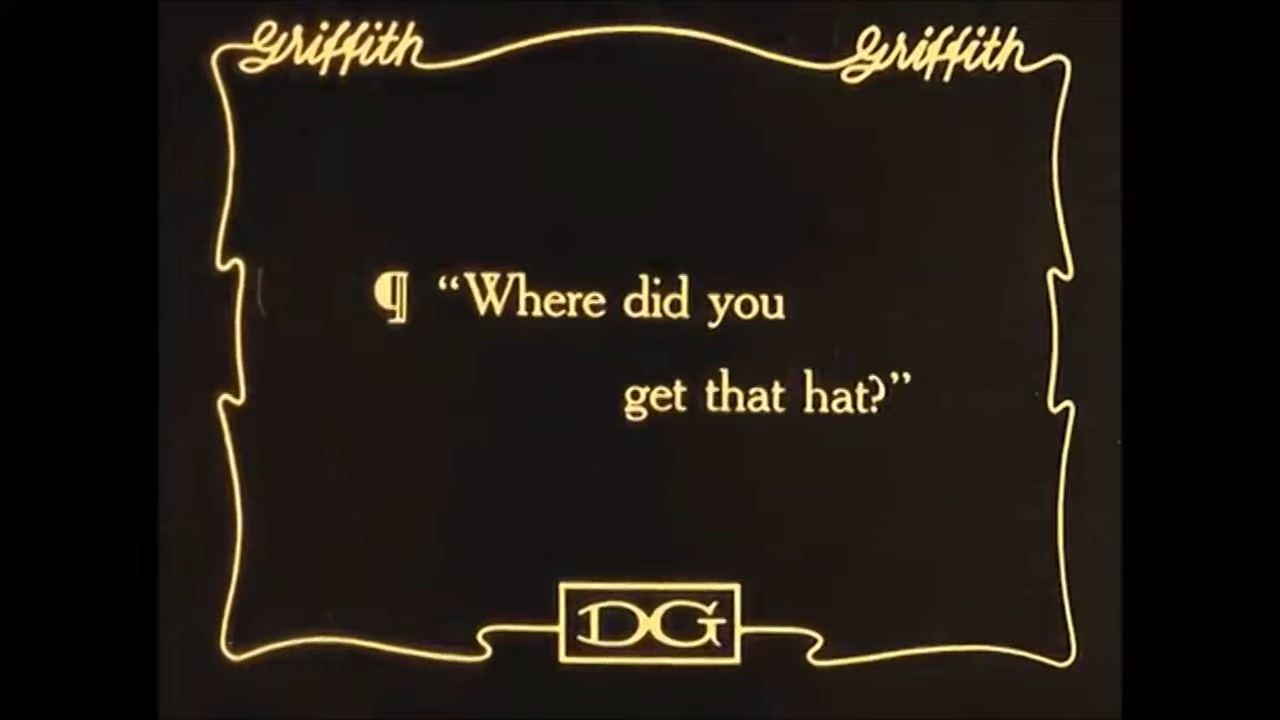 Griffith Griffith
¶ “Where did you
get that hat?”
DG